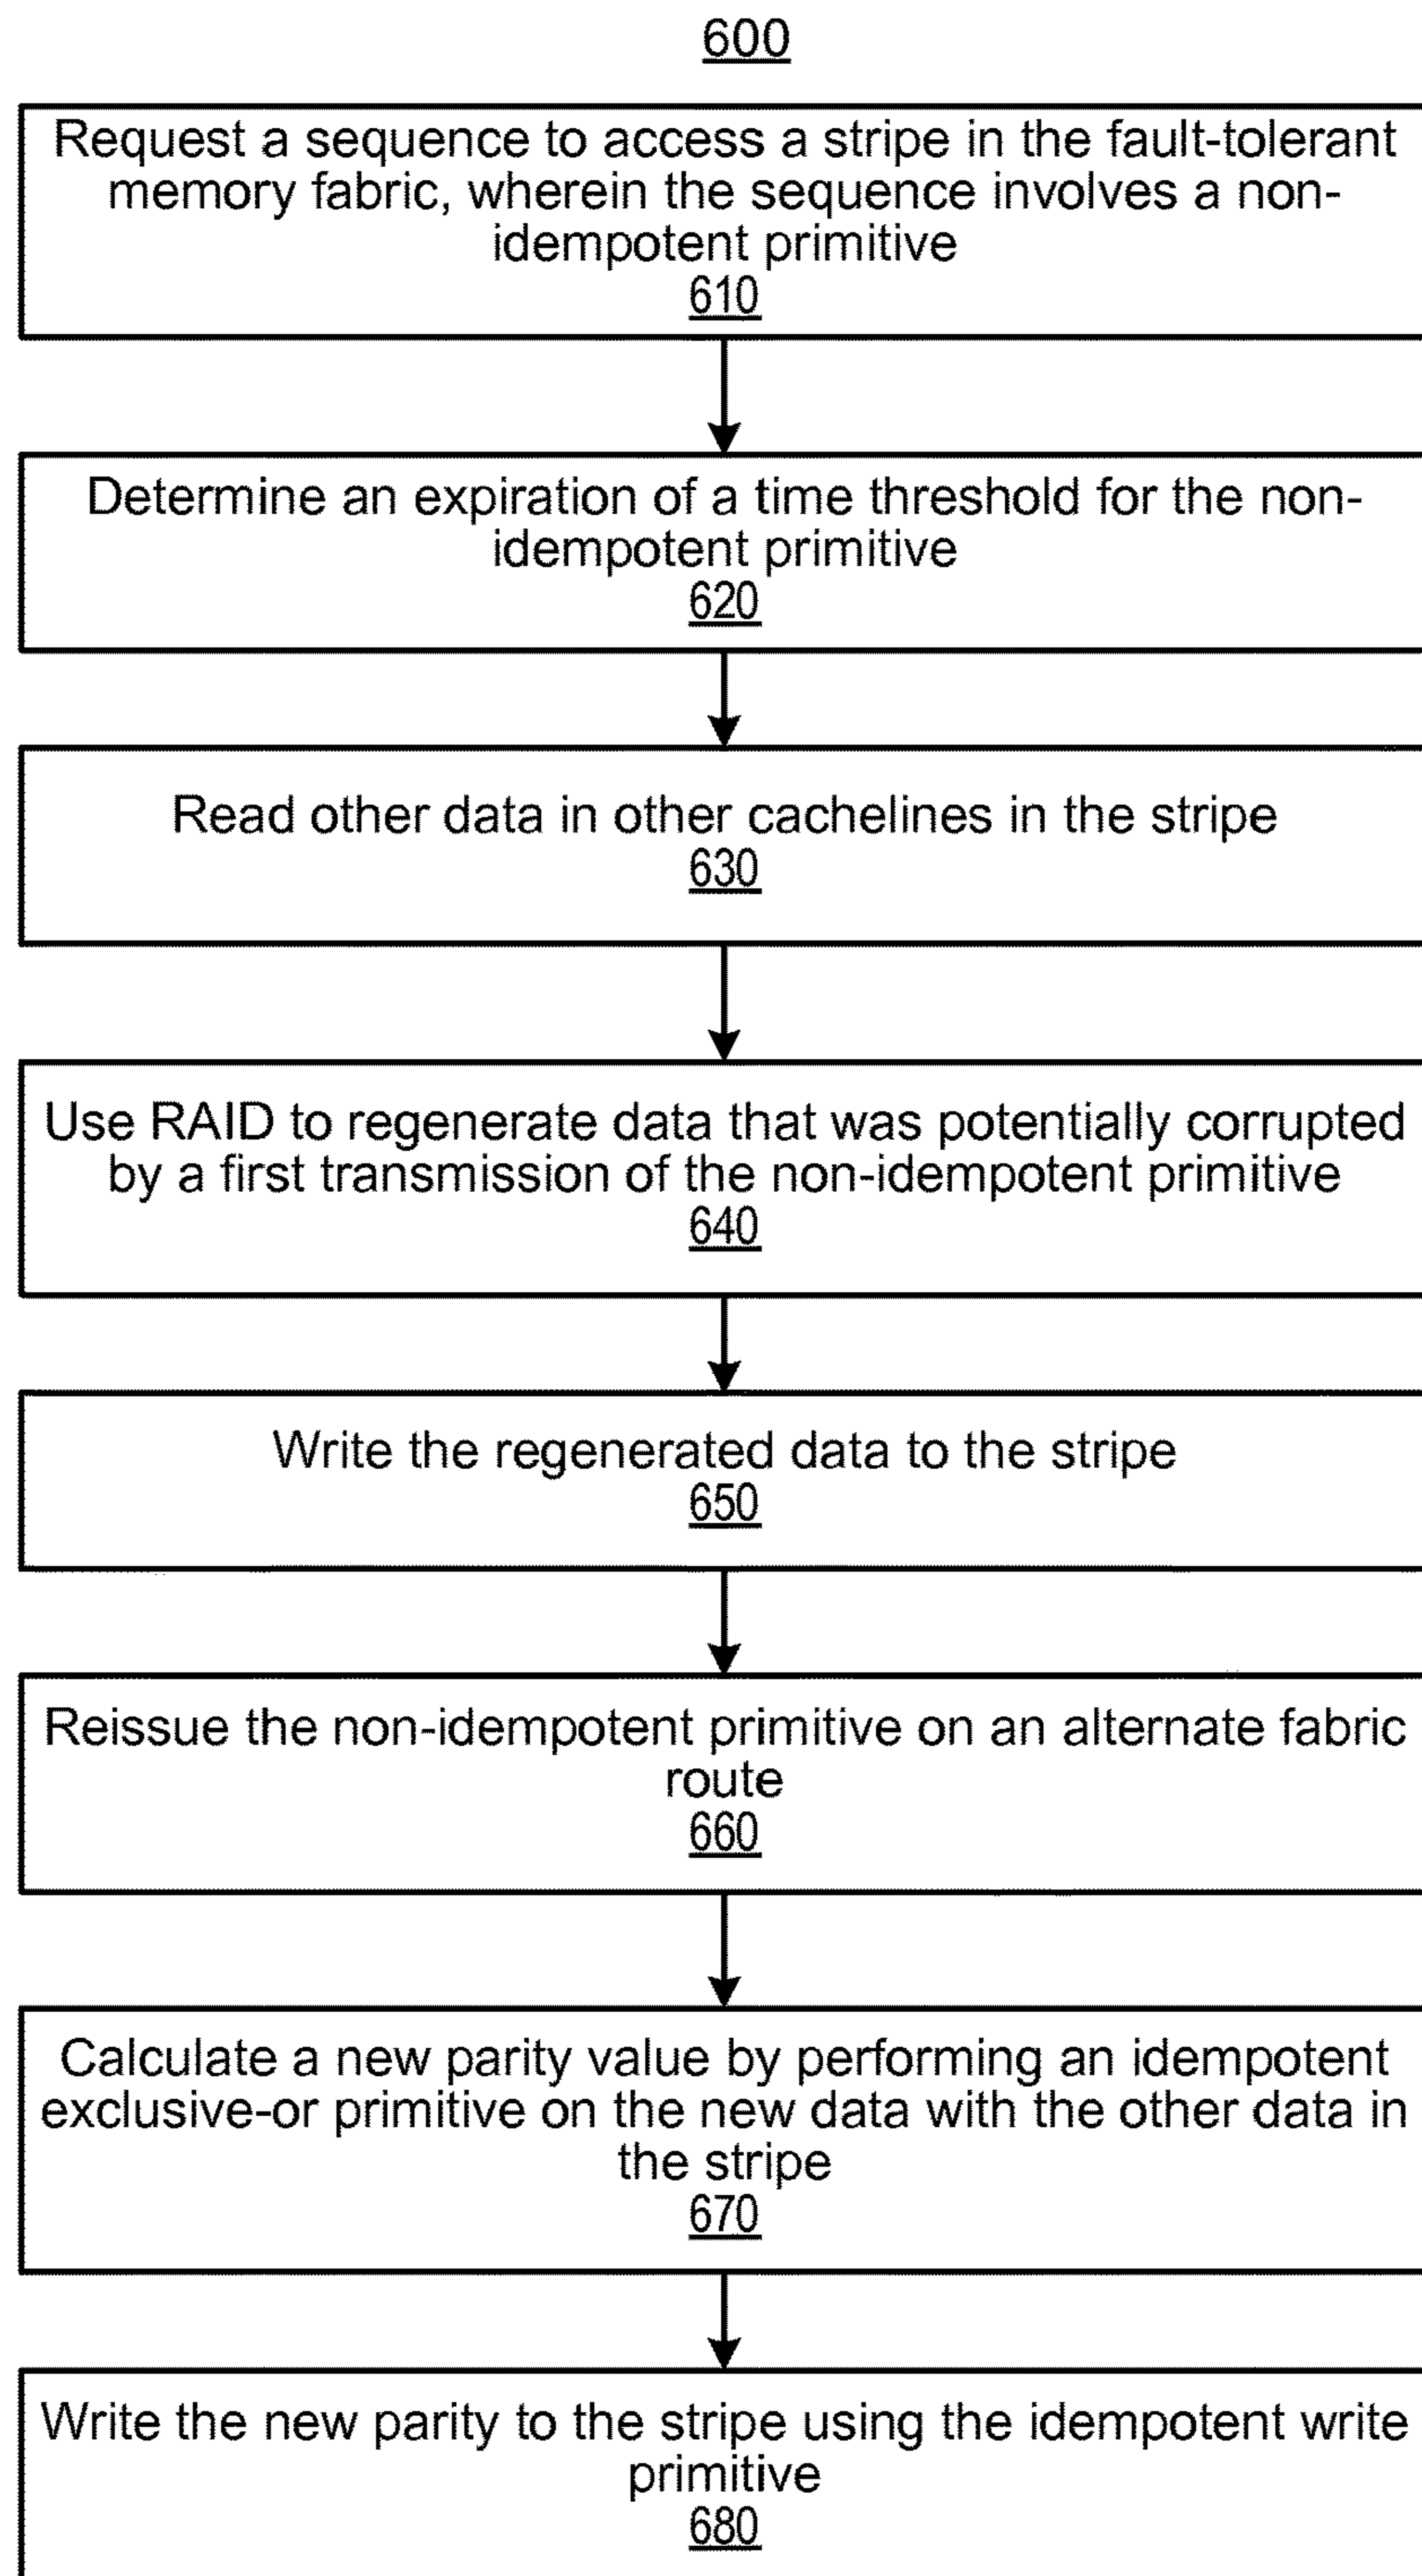 600
Request a sequence to access a stripe in the fault-tolerant
memory fabric, wherein the sequence involves a non-
idempotent primitive
610
Determine an expiration of a time threshold for the non-
idempotent primitive
620
Read other data in other cachelines in the stripe
630
Use RAID to regenerate data that was potentially corrupted
by a first transmission of the non-idempotent primitive
640
Write the regenerated data to the stripe
650
Reissue the non-idempotent primitive on an alternate fabric
route
660
Calculate a new parity value by performing an idempotent
exclusive-or primitive on the new data with the other data in
the stripe
670
Write the new parity to the stripe using the idempotent write
primitive
680